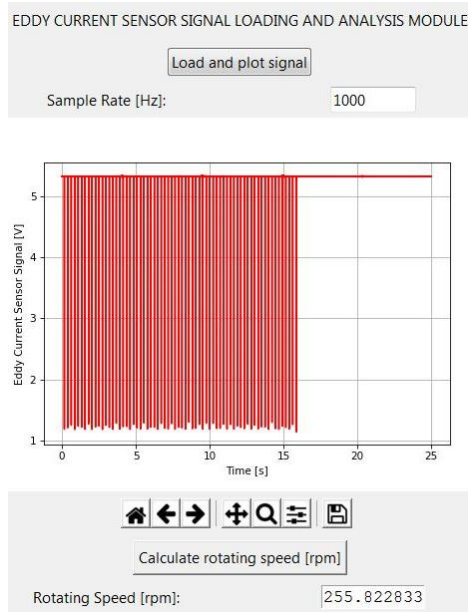 EDDY CURRENT SENSOR SIGNAL LOADING AND ANALYSIS MODULE
Load and plot signal
Sample Rate [Hz]: 1000
Eddy Current Sensor Signal [V]
5
4
3
2
1
0 5 10 15 20 25
Time [s]
Calculate rotating speed [rpm]
Rotating Speed [rpm]: 255.822833